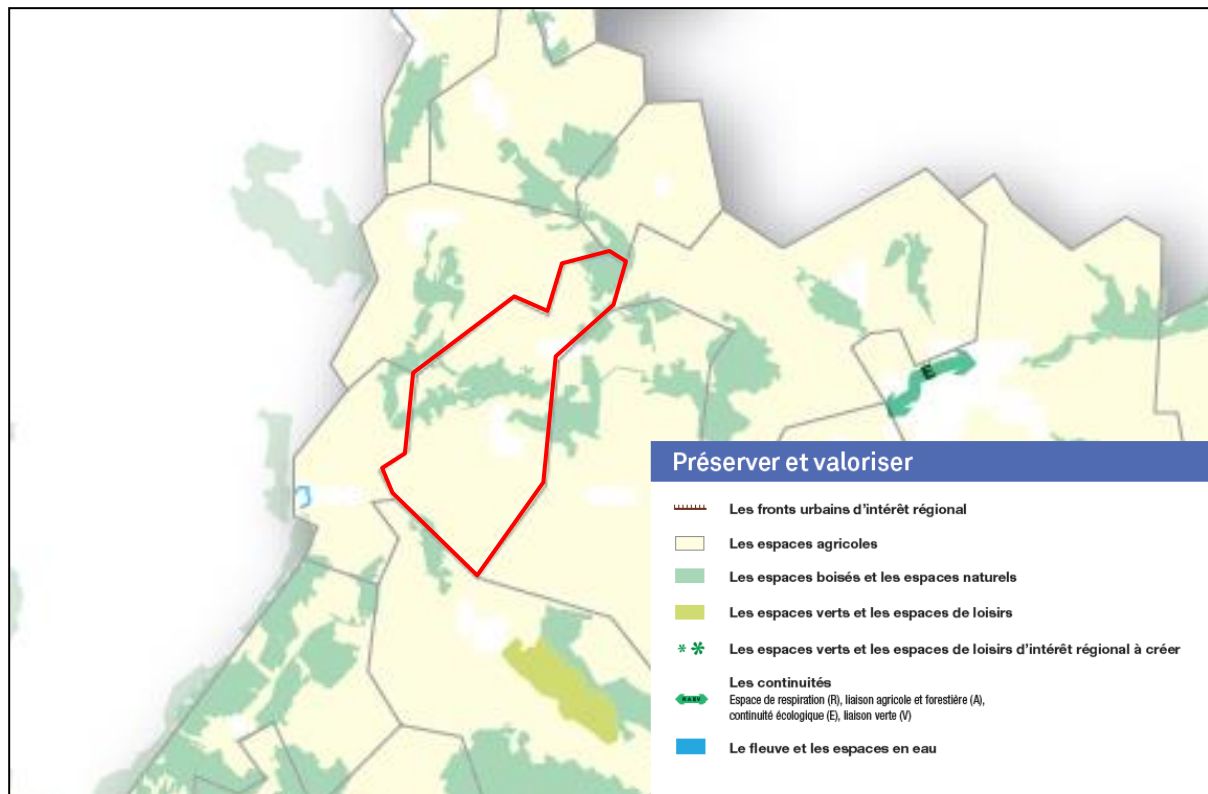 E
Préserver et valoriser
Les fronts urbains d’intérêt régional
Les espaces agricoles
Les espaces boisés et les espaces naturels
Les espaces verts et les espaces de loisirs
Les espaces verts et les espaces de loisirs d’intérêt régional à créer
Les continuités
Espace de respiration (R), liaison agricole et forestière (A),
continuité écologique (E), liaison verte (V)
Le fleuve et les espaces en eau